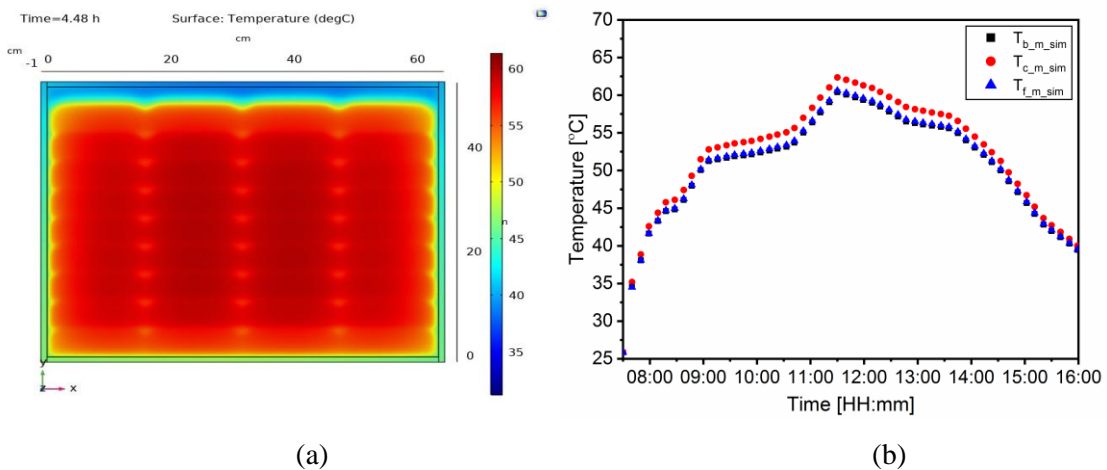 Time=4.48 h Surface: Temperature (degC)
cm
cm
-1 0 20 40 60
60
55
50
45
40
35
n
20
0
y
z x
(a)
70
65
60
55
50
45
40
35
30
25
Temperature [°C]
T_b_m_sim
T_c_m_sim
T_f_m_sim
08:00 09:00 10:00 11:00 12:00 13:00 14:00 15:00 16:00
Time [HH:mm]
(b)